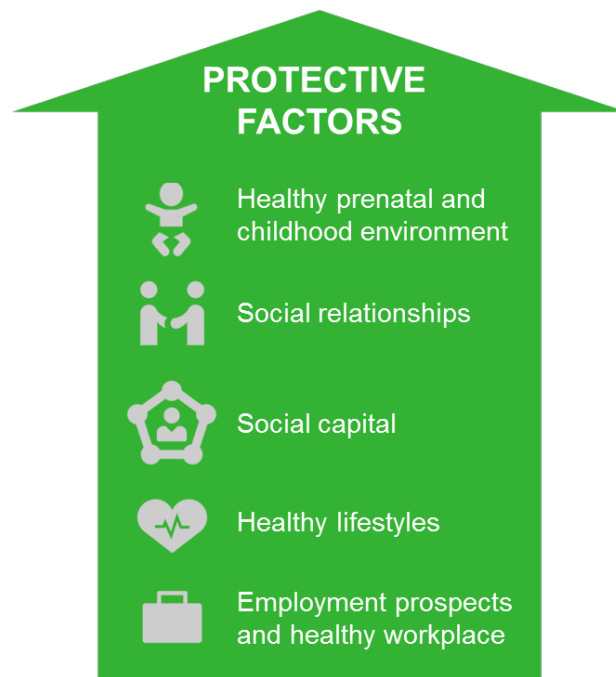 PROTECTIVE
FACTORS
Healthy prenatal and
childhood environment
Social relationships
Social capital
Healthy lifestyles
Employment prospects
and healthy workplace